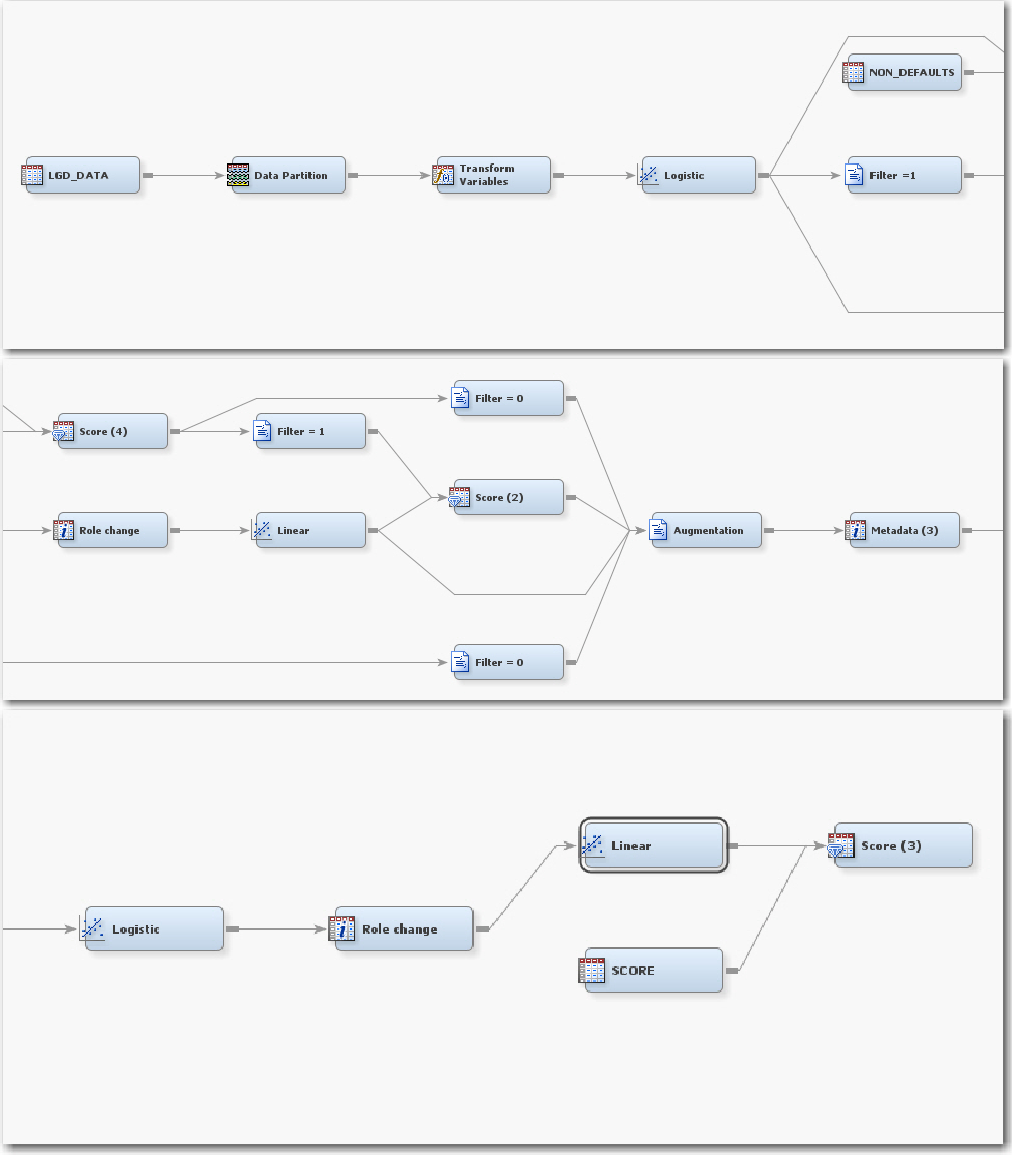 NON_DEFAULTS
LGD_DATA
Data Partition
Transform
Variables
Logistic
Filter =1
Filter = 0
Score (4)
Filter = 1
Score (2)
Role change
Linear
Augmentation
Metadata (3)
Filter = 0
Linear
Score (3)
Logistic
Role change
SCORE